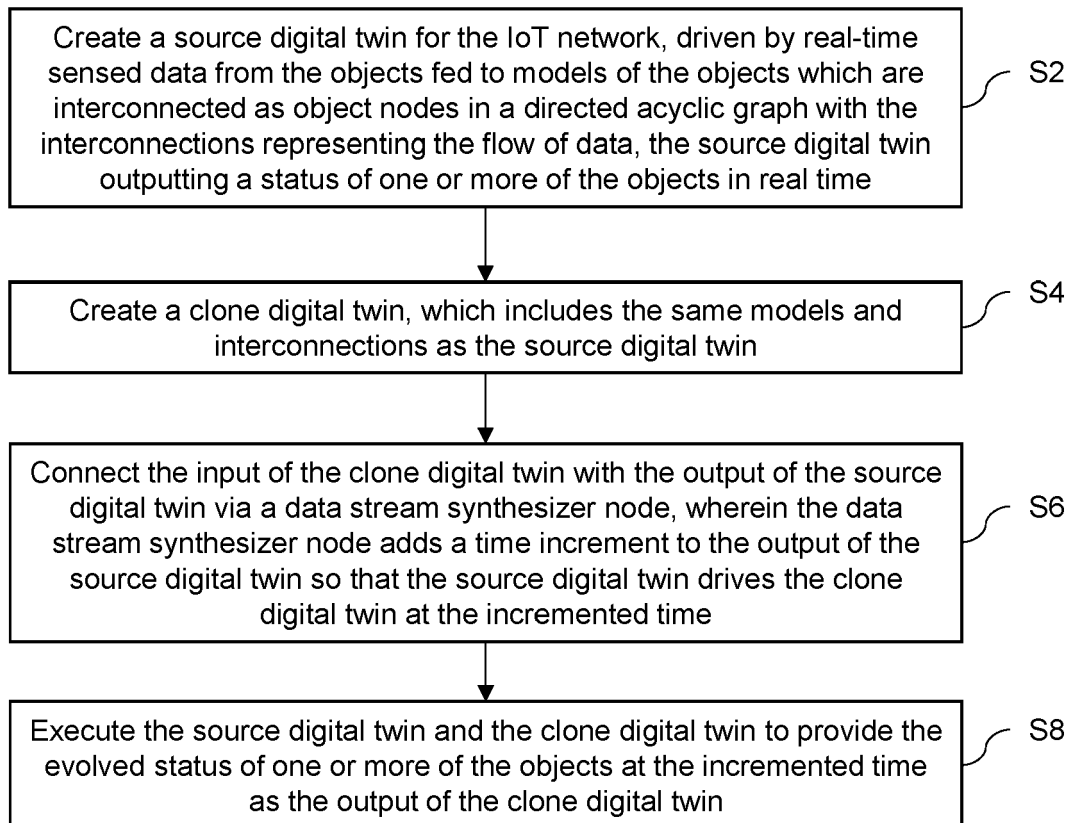 Create a source digital twin for the IoT network, driven by real-time
sensed data from the objects fed to models of the objects which are
interconnected as object nodes in a directed acyclic graph with the
interconnections representing the flow of data, the source digital twin
outputting a status of one or more of the objects in real time
S2
Create a clone digital twin, which includes the same models and
interconnections as the source digital twin
S4
Connect the input of the clone digital twin with the output of the source
digital twin via a data stream synthesizer node, wherein the data
stream synthesizer node adds a time increment to the output of the
source digital twin so that the source digital twin drives the clone
digital twin at the incremented time
S6
Execute the source digital twin and the clone digital twin to provide the
evolved status of one or more of the objects at the incremented time
as the output of the clone digital twin
S8